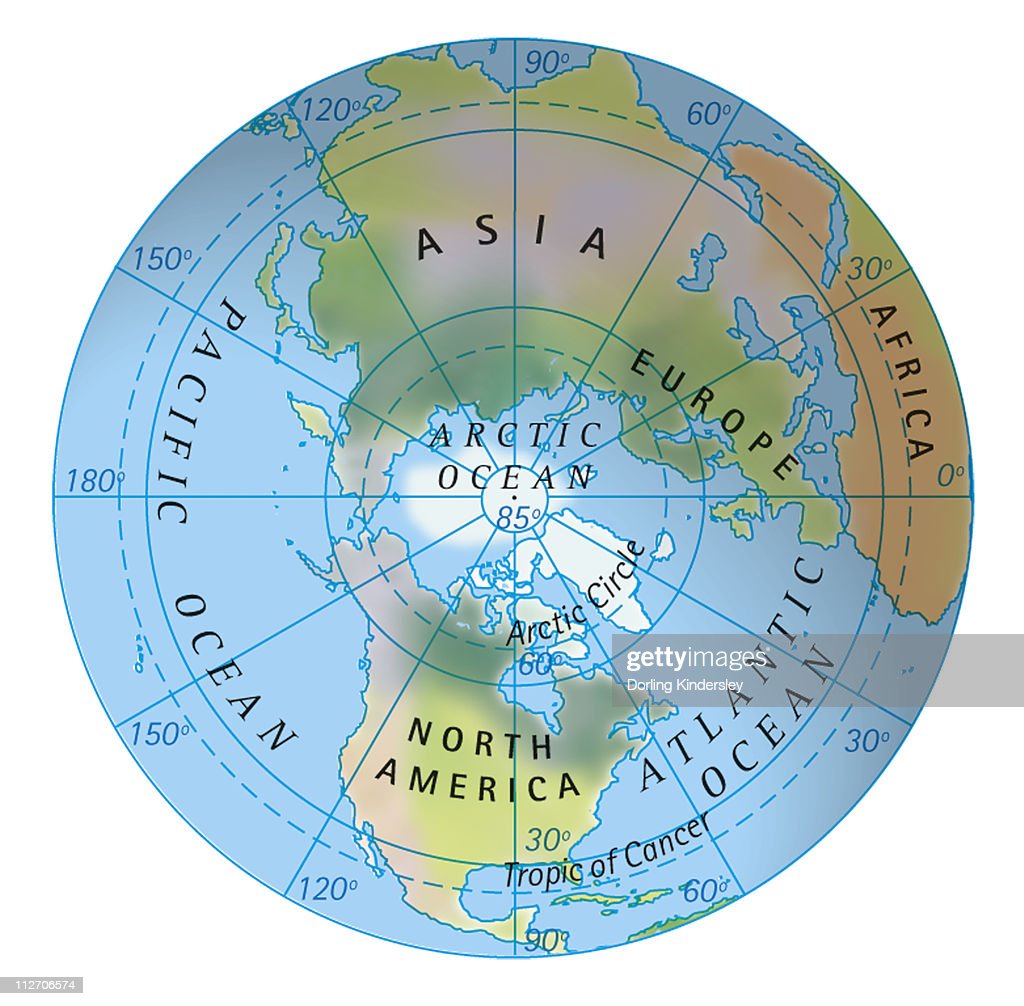 90°
120°
60°
ASIA
150°
30°
PACIFIC
OCEAN
AFRICA
EUROPE
ARCTIC
OCEAN
180°
0°
85°
Arctic Circle
60°
gettyimages
Dorling Kindersley
ATLANTIC
OCEAN
150°
NORTH
AMERICA
30°
30°
Tropic of Cancer
120°
60°
90°
112706574